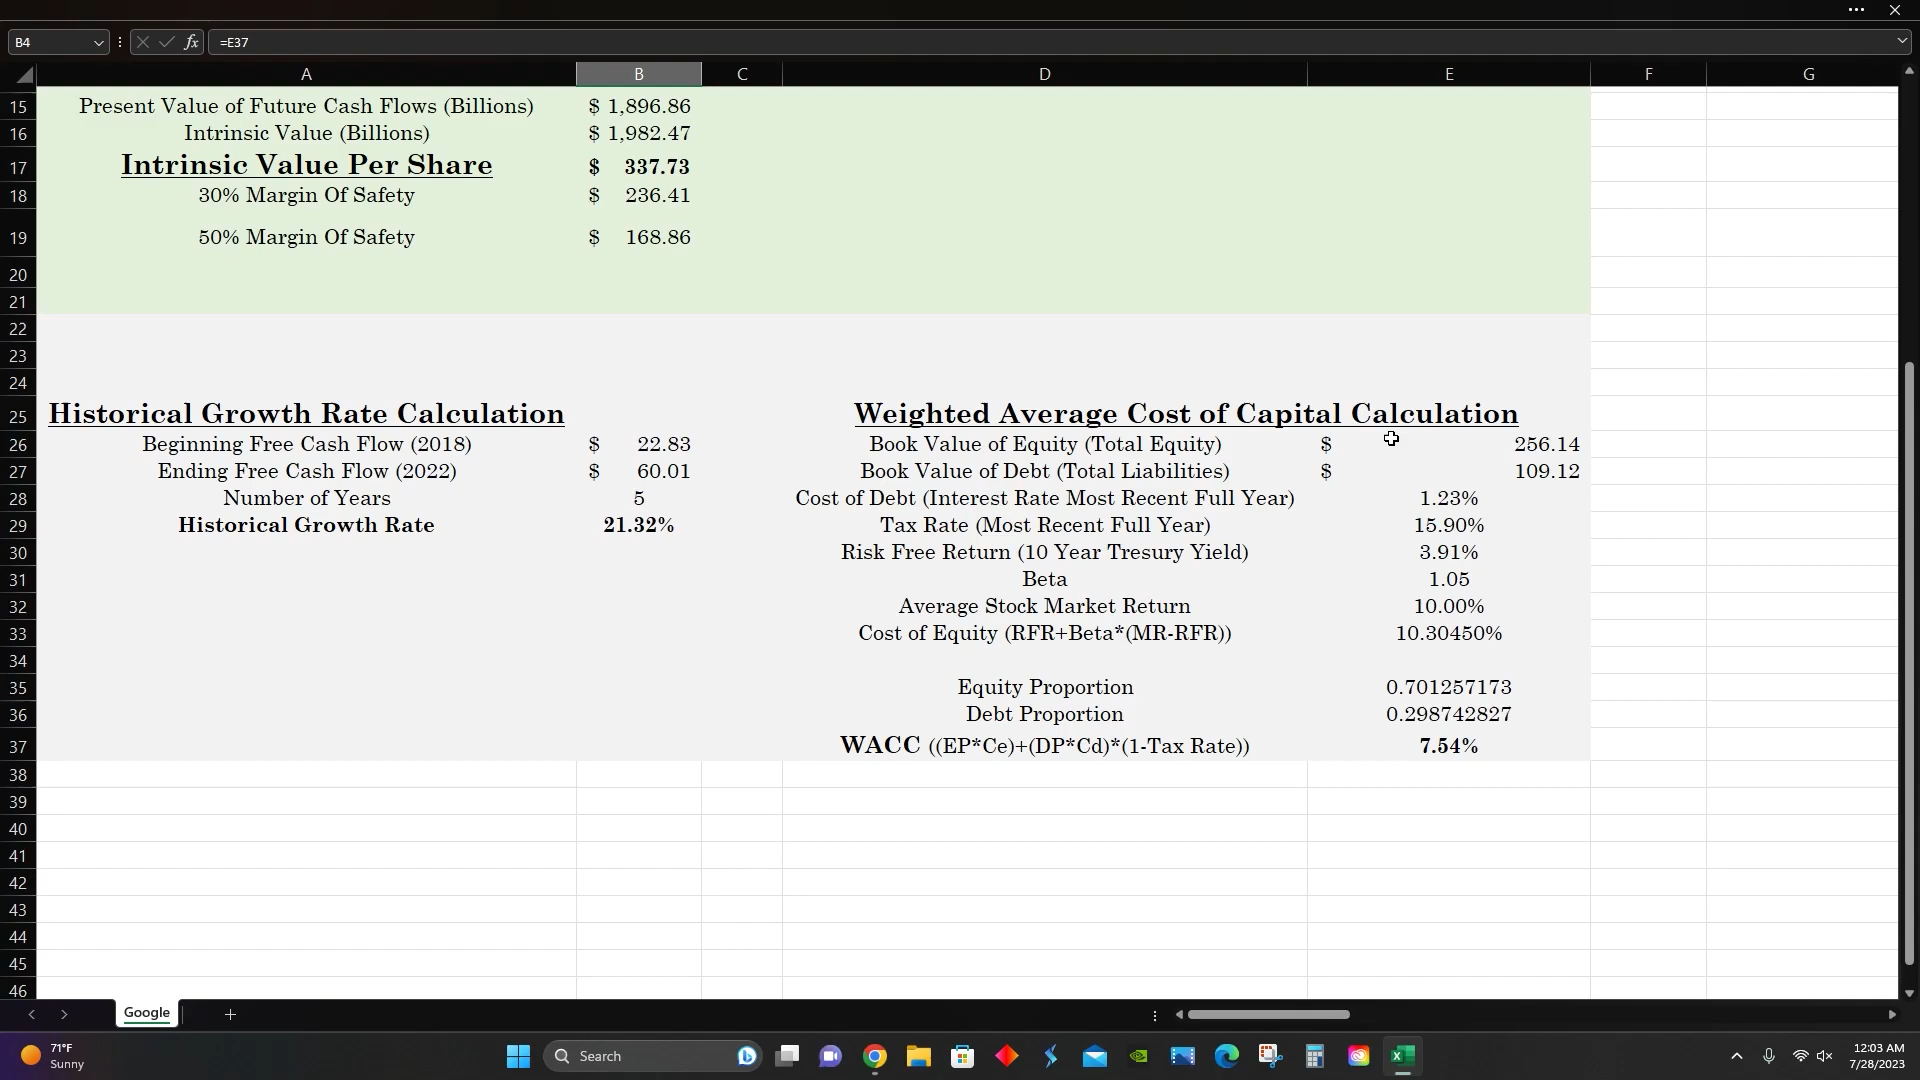 B4
fx
=E37
A B C D E F G
15 Present Value of Future Cash Flows (Billions) $ 1,896.86
16 Intrinsic Value (Billions) $ 1,982.47
17 Intrinsic Value Per Share $ 337.73
18 30% Margin Of Safety $ 236.41
19 50% Margin Of Safety $ 168.86
20
21
22
23
24
25 Historical Growth Rate Calculation Weighted Average Cost of Capital Calculation
26 Beginning Free Cash Flow (2018) $ 22.83 Book Value of Equity (Total Equity) $ 256.14
27 Ending Free Cash Flow (2022) $ 60.01 Book Value of Debt (Total Liabilities) $ 109.12
28 Number of Years 5 Cost of Debt (Interest Rate Most Recent Full Year) 1.23%
29 Historical Growth Rate 21.32% Tax Rate (Most Recent Full Year) 15.90%
30 Risk Free Return (10 Year Tresury Yield) 3.91%
31 Beta 1.05
32 Average Stock Market Return 10.00%
33 Cost of Equity (RFR+Beta*(MR-RFR)) 10.30450%
34
35 Equity Proportion 0.701257173
36 Debt Proportion 0.298742827
37 WACC ((EP*Ce)+(DP*Cd)*(1-Tax Rate)) 7.54%
38
39
40
41
42
43
44
45
46
Google
71°F
Sunny
Search
12:03 AM
7/28/2023